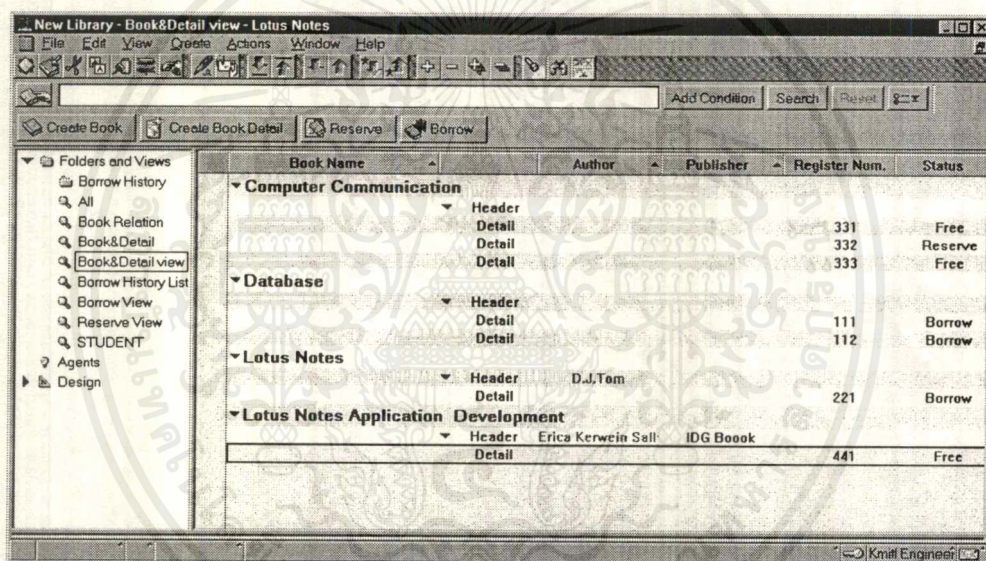 New Library - Book&Detail view - Lotus Notes
File Edit View Create Actions Window Help
Add Condition Search Reset
Create Book Create Book Detail Reserve Borrow
Folders and Views
Borrow History
All
Book Relation
Book&Detail
Book&Detail view
Borrow History List
Borrow View
Reserve View
STUDENT
Agents
Design
Book Name Author Publisher Register Num. Status
Computer Communication
Header
Detail 331 Free
Detail 332 Reserve
Detail 333 Free
Database
Header
Detail 111 Borrow
Detail 112 Borrow
Lotus Notes
Header D.J.Tom
Detail 221 Borrow
Lotus Notes Application Development
Header Erica Kerwein Sall IDG Boook
Detail 441 Free
Kmitl Engineer